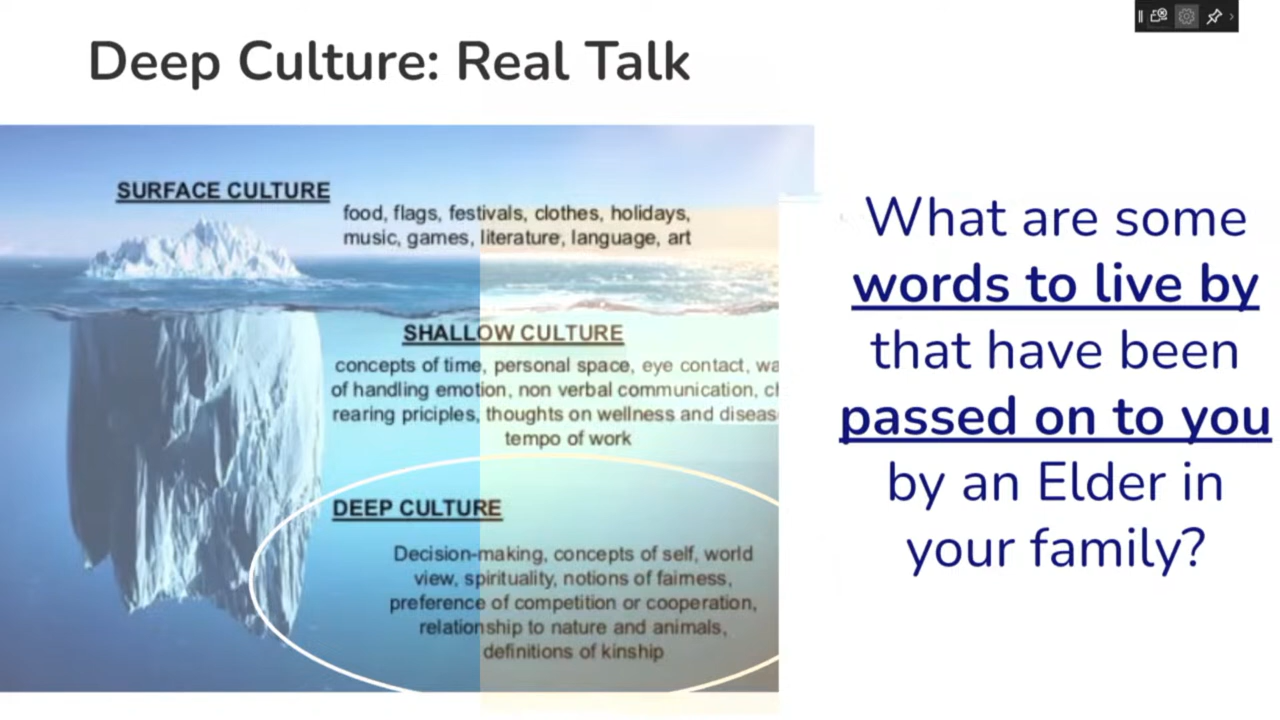 Deep Culture: Real Talk
SURFACE CULTURE
food, flags, festivals, clothes, holidays,
music, games, literature, language, art
SHALLOW CULTURE
concepts of time, personal space, eye contact, wa
of handling emotion, non verbal communication, ch
rearing priciples, thoughts on wellness and diseas
tempo of work
DEEP CULTURE
Decision-making, concepts of self, world
view, spirituality, notions of fairness,
preference of competition or cooperation,
relationship to nature and animals,
definitions of kinship
What are some
words to live by
that have been
passed on to you
by an Elder in
your family?